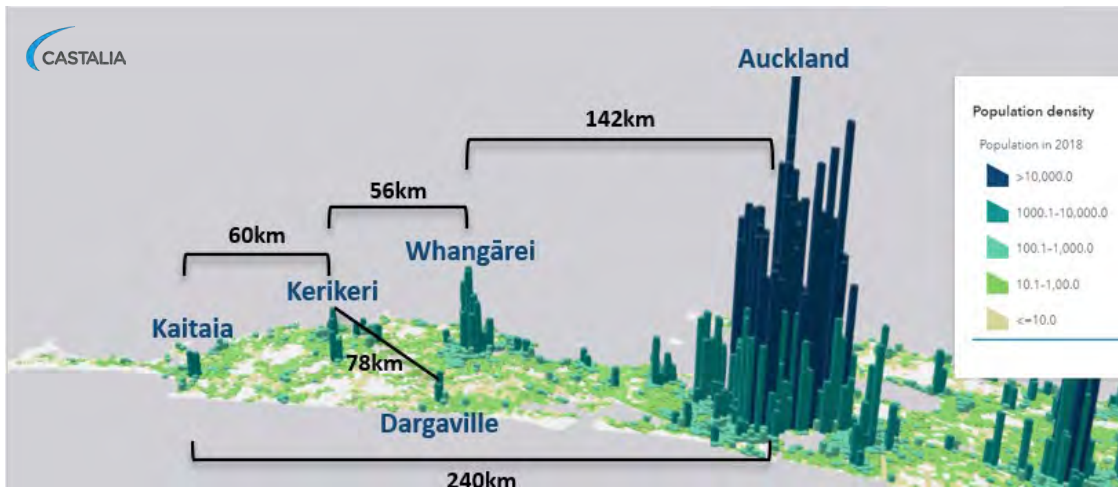 CASTALIA
Auckland
142km
56km
60km
Whangārei
Kerikeri
Kaitaia
78km
Dargaville
240km
Population density
Population in 2018
>10,000.0
1000.1-10,000.0
100.1-1,000.0
10.1-1,00.0
<=10.0